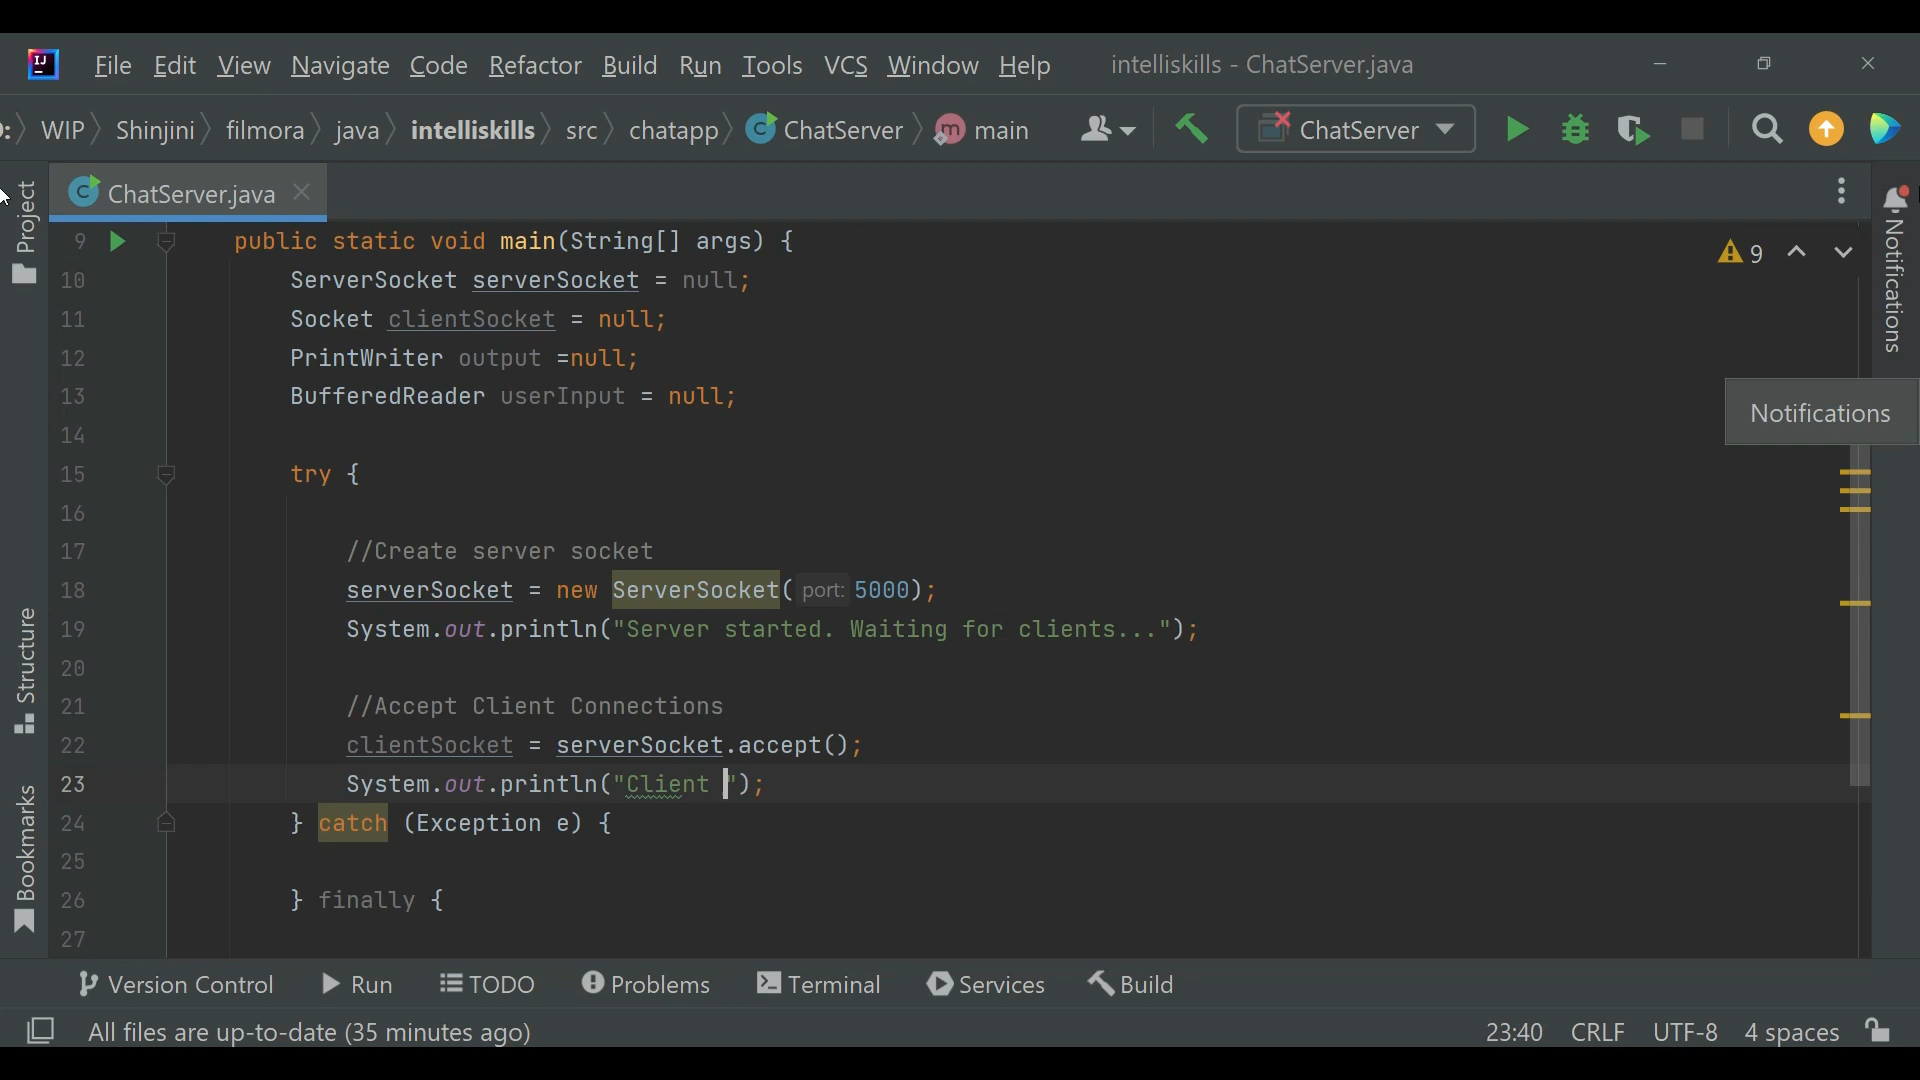 IJ File Edit View Navigate Code Refactor Build Run Tools VCS Window Help intelliskills - ChatServer.java
WIP Shinjini filmora java intelliskills src chatapp C ChatServer m main ChatServer
C ChatServer.java
Project
Notifications
9 public static void main(String[] args) {
9
10 ServerSocket serverSocket = null;
11 Socket clientSocket = null;
12 PrintWriter output =null;
13 BufferedReader userInput = null;
Notifications
14
15 try {
16
17 //Create server socket
18 serverSocket = new ServerSocket( port: 5000);
19 System.out.println("Server started. Waiting for clients...");
20
21 //Accept Client Connections
22 clientSocket = serverSocket.accept();
23 System.out.println("Client ");
24 } catch (Exception e) {
25
26 } finally {
27
Structure
Bookmarks
Version Control Run TODO Problems Terminal Services Build
All files are up-to-date (35 minutes ago) 23:40 CRLF UTF-8 4 spaces